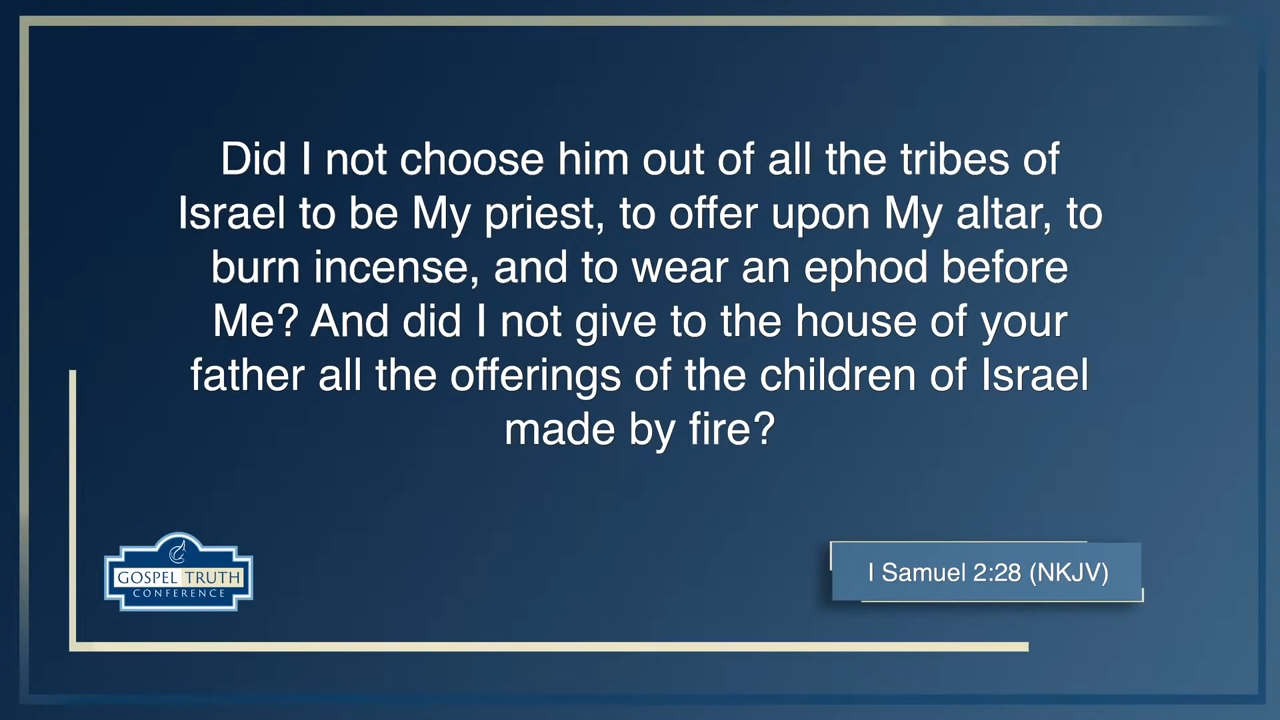 Did I not choose him out of all the tribes of
Israel to be My priest, to offer upon My altar, to
burn incense, and to wear an ephod before
Me? And did I not give to the house of your
father all the offerings of the children of Israel
made by fire?
GOSPEL TRUTH
CONFERENCE
I Samuel 2:28 (NKJV)